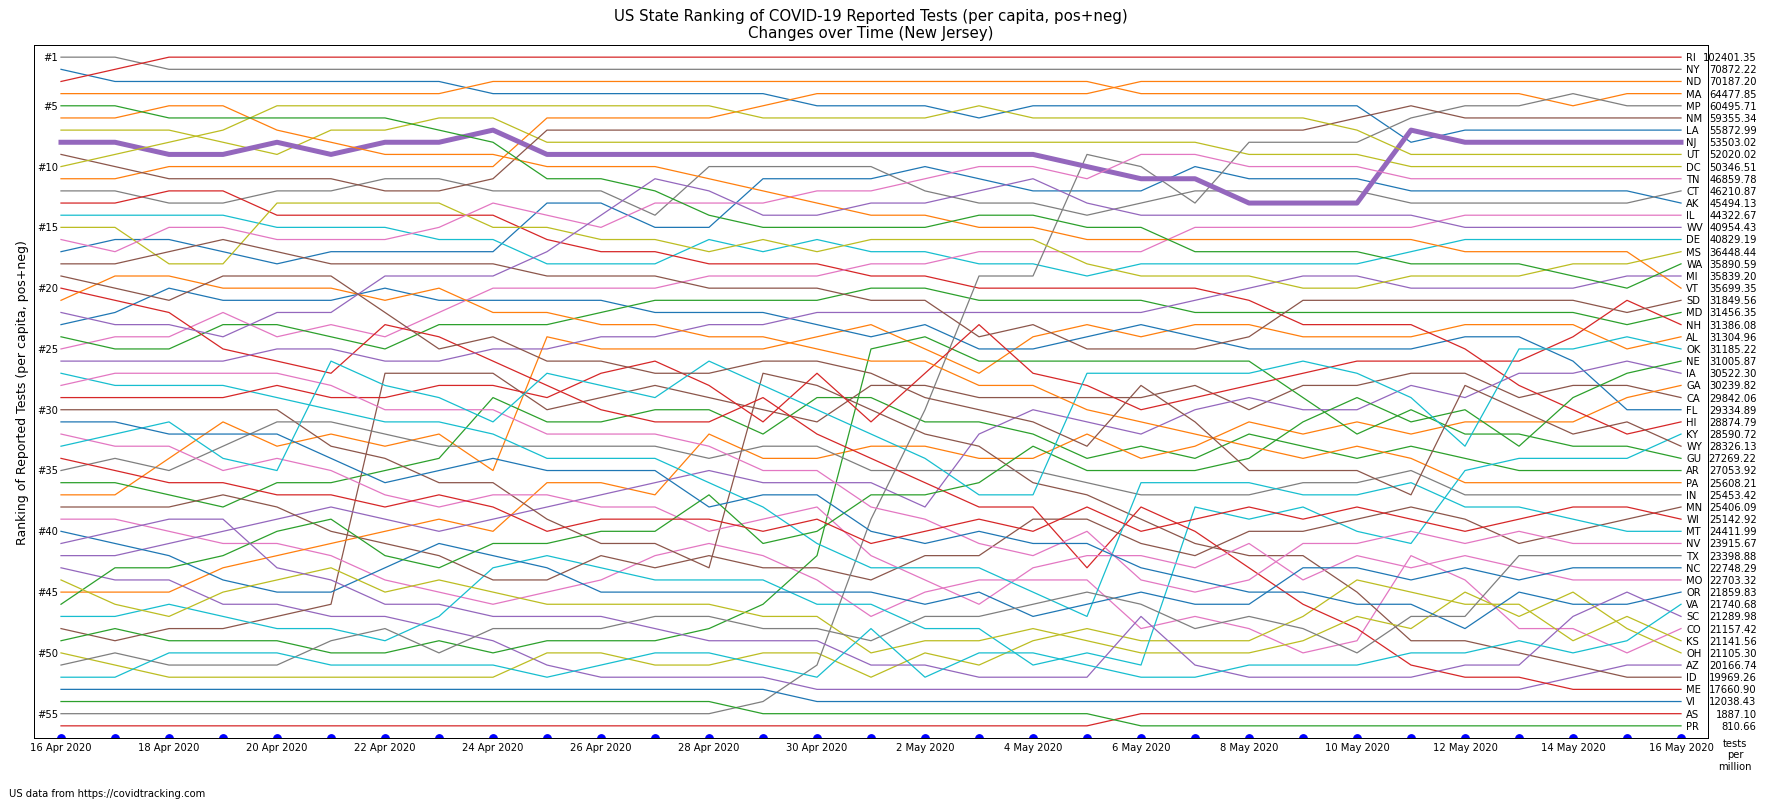 US State Ranking of COVID-19 Reported Tests (per capita, pos+neg)
Changes over Time (New Jersey)
Ranking of Reported Tests (per capita, pos+neg)
#1
#5
#10
#15
#20
#25
#30
#35
#40
#45
#50
#55
RI 102401.35
NY 70872.22
ND 70187.20
MA 64477.85
MP 60495.71
NM 59355.34
LA 55872.99
NJ 53503.02
UT 52020.02
DC 50346.51
TN 46859.78
CT 46210.87
AK 45494.13
IL 44322.67
WV 40954.43
DE 40829.19
MS 36448.44
WA 35890.59
MI 35839.20
VT 35699.35
SD 31849.56
MD 31456.35
NH 31386.08
AL 31304.96
OK 31185.22
NE 31005.87
IA 30522.30
GA 30239.82
CA 29842.06
FL 29334.89
HI 28874.79
KY 28590.72
WY 28326.13
GU 27269.22
AR 27053.92
PA 25608.21
IN 25453.42
MN 25406.09
WI 25142.92
MT 24411.99
NV 23915.67
TX 23398.88
NC 22748.29
MO 22703.32
OR 21859.83
VA 21740.68
SC 21289.98
CO 21157.42
KS 21141.56
OH 21105.30
AZ 20166.74
ID 19969.26
ME 17660.90
VI 12038.43
AS 1887.10
PR 810.66
16 Apr 2020 18 Apr 2020 20 Apr 2020 22 Apr 2020 24 Apr 2020 26 Apr 2020 28 Apr 2020 30 Apr 2020 2 May 2020 4 May 2020 6 May 2020 8 May 2020 10 May 2020 12 May 2020 14 May 2020 16 May 2020
tests
per
million
US data from https://covidtracking.com